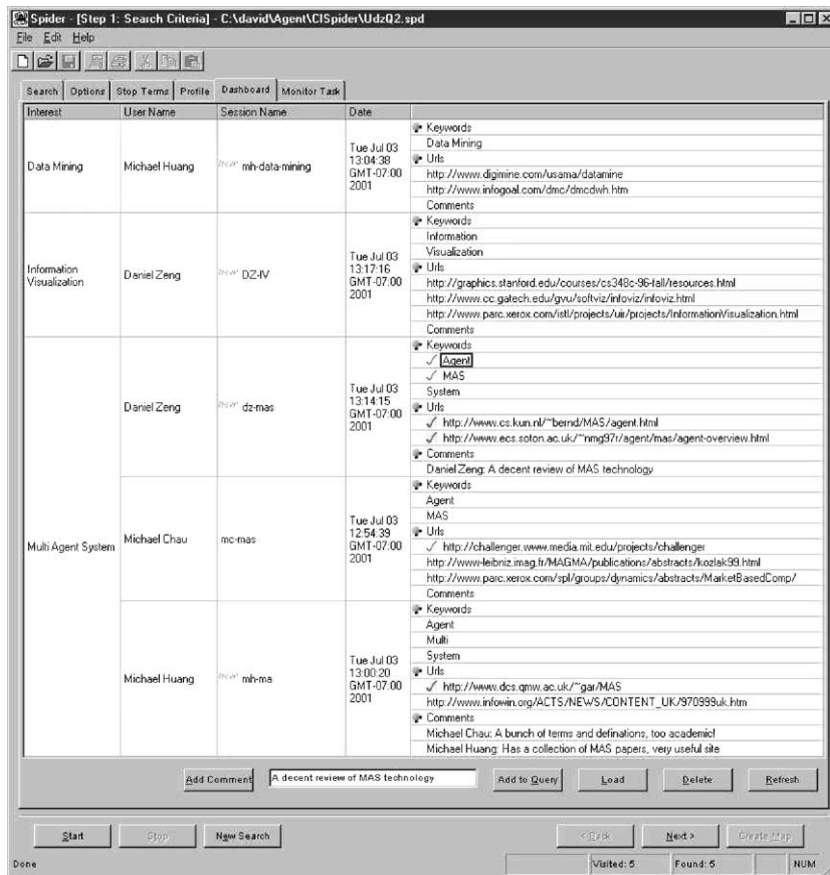 Spider - [Step 1: Search Criteria] - C:\david\Agent\CISpider\UdzQ2.spd
File Edit Help
Search Options Stop Terms Profile Dashboard Monitor Task
Interest User Name Session Name Date
Data Mining Michael Huang mh-data-mining
Tue Jul 03
13:04:38
GMT-07:00
2001
Keywords
Data Mining
Urls
http://www.digimine.com/usama/datamine
http://www.infogoal.com/dmc/dmcdwh.htm
Comments
Information
Visualization
Daniel Zeng DZ-IV
Tue Jul 03
13:17:16
GMT-07:00
2001
Keywords
Information
Visualization
Urls
http://graphics.stanford.edu/courses/cs348c-96-fall/resources.html
http://www.cc.gatech.edu/gvu/softviz/infoviz/infoviz.html
http://www.parc.xerox.com/istl/projects/uir/projects/InformationVisualization.html
Comments
Multi Agent System
Daniel Zeng dz-mas
Tue Jul 03
13:14:15
GMT-07:00
2001
Keywords
Agent
MAS
System
Urls
http://www.cs.kun.nl/~bernd/MAS/agent.html
http://www.ecs.soton.ac.uk/~nmg97r/agent/mas/agent-overview.html
Comments
Daniel Zeng: A decent review of MAS technology
Michael Chau mc-mas
Tue Jul 03
12:54:39
GMT-07:00
2001
Keywords
Agent
MAS
Urls
http://challenger.www.media.mit.edu/projects/challenger
http://www-leibniz.imag.fr/MAGMA/publications/abstracts/kozlak99.html
http://www.parc.xerox.com/spl/groups/dynamics/abstracts/MarketBasedComp/
Comments
Michael Huang mh-ma
Tue Jul 03
13:00:20
GMT-07:00
2001
Keywords
Agent
Multi
System
Urls
http://www.dcs.qmw.ac.uk/~gar/MAS
http://www.infowin.org/ACTS/NEWS/CONTENT_UK/970999uk.htm
Comments
Michael Chau: A bunch of terms and definations, too academic!
Michael Huang: Has a collection of MAS papers, very useful site
Add Comment A decent review of MAS technology Add to Query Load Delete Refresh
Start Stop New Search < Back Next > Create Map
Done Visited: 5 Found: 5 NUM